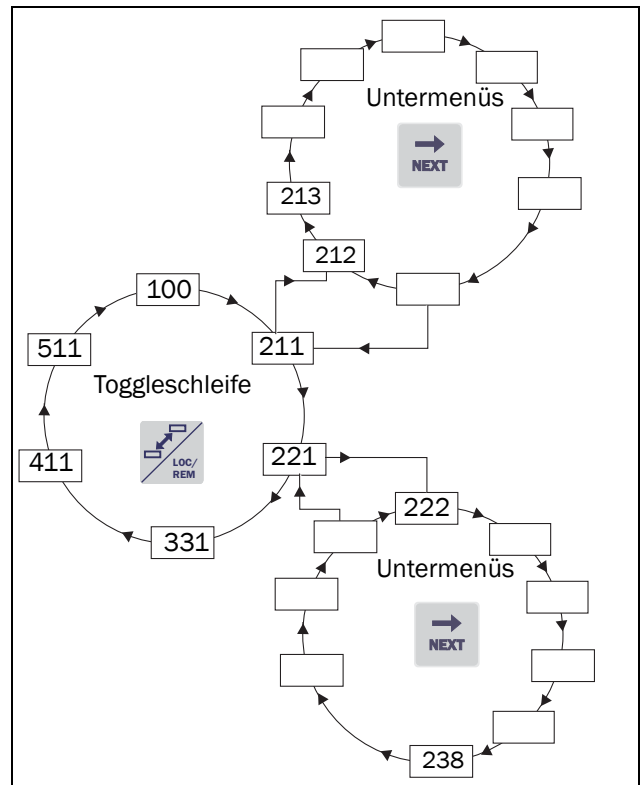 Untermenüs
NEXT
213
212
100
511
211
Toggleschleife
LOC/
REM
411
221
331
222
Untermenüs
NEXT
238